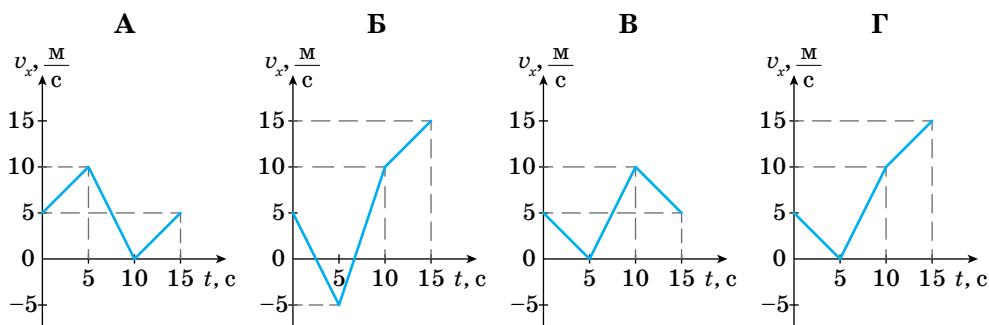 А Б В Г
vₓ, м/с vₓ, м/с vₓ, м/с vₓ, м/с
15 15 15 15
10 10 10 10
5 5 5 5
0 0 0 0
5 10 15 t, с 5 10 15 t, с 5 10 15 t, с 5 10 15 t, с
−5 −5 −5 −5